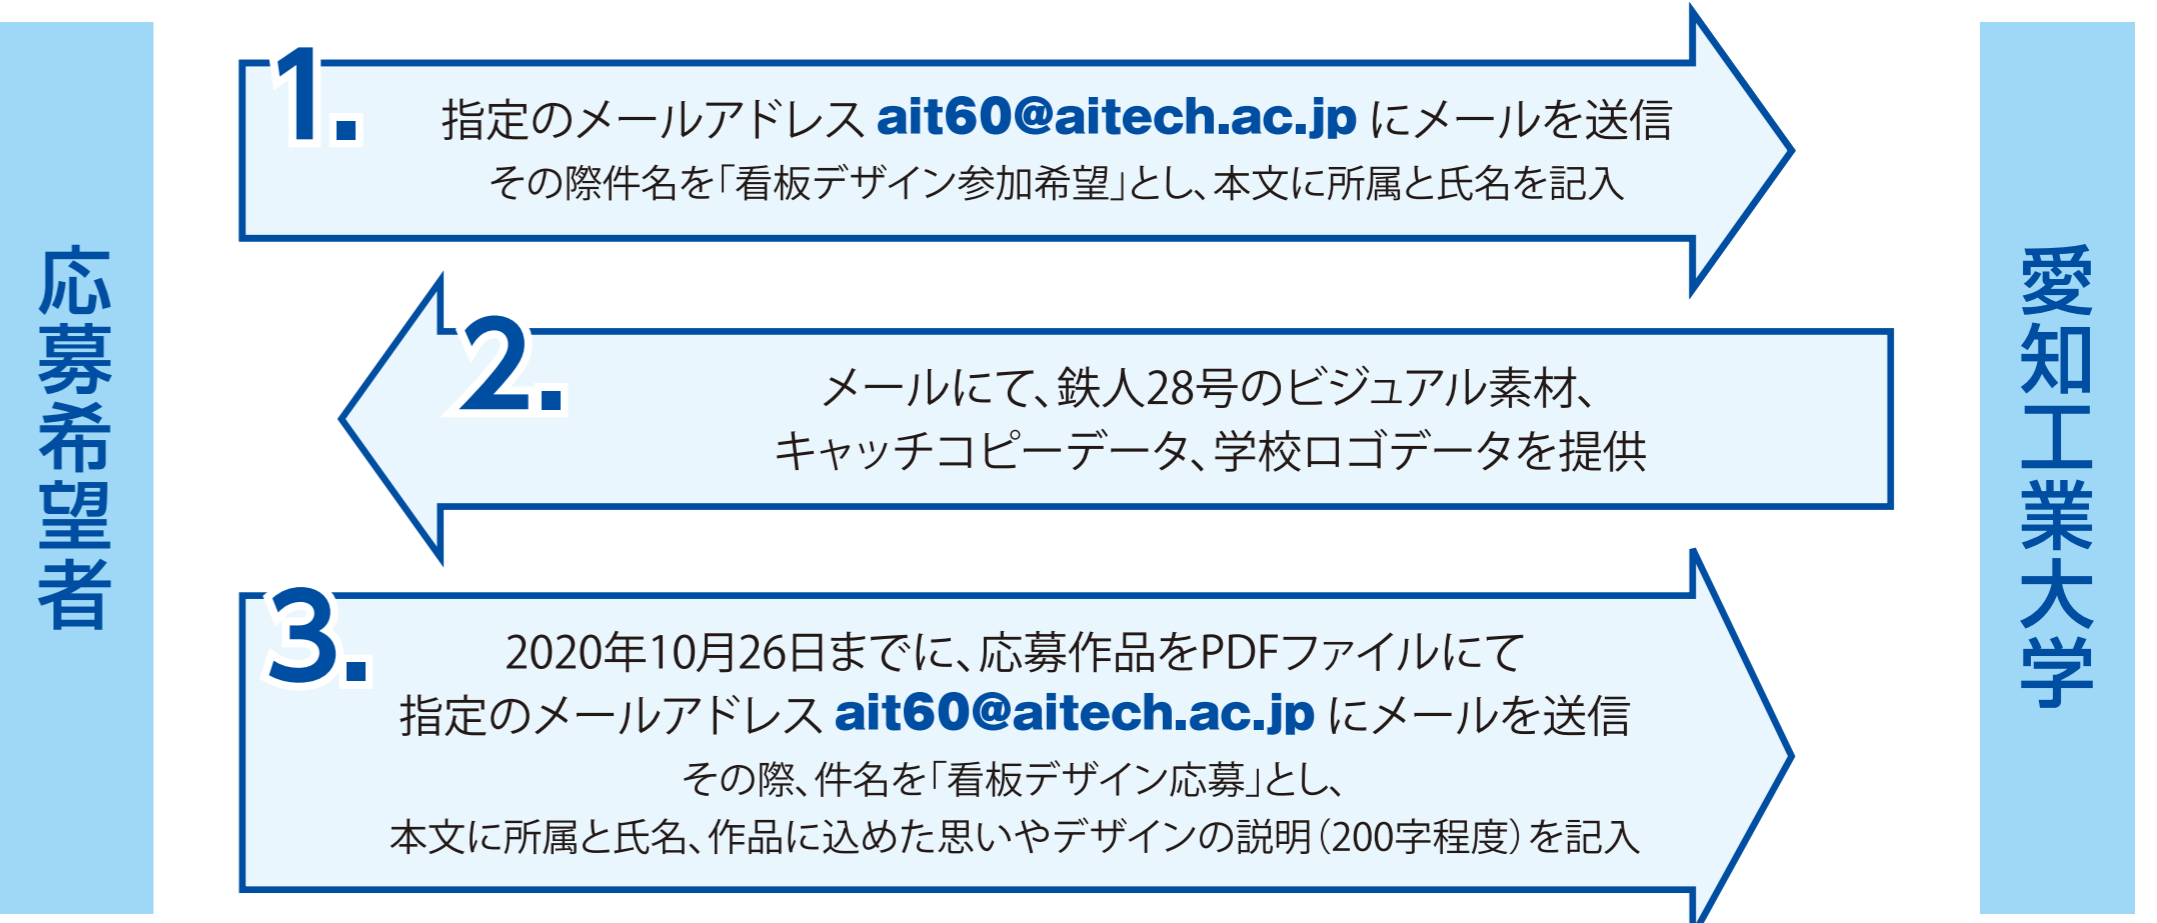 応募希望者
1.
指定のメールアドレス ait60@aitech.ac.jp にメールを送信
その際件名を「看板デザイン参加希望」とし、本文に所属と氏名を記入
2.
メールにて、鉄人28号のビジュアル素材、
キャッチコピーデータ、学校ロゴデータを提供
3.
2020年10月26日までに、応募作品をPDFファイルにて
指定のメールアドレス ait60@aitech.ac.jp にメールを送信
その際、件名を「看板デザイン応募」とし、
本文に所属と氏名、作品に込めた思いやデザインの説明（200字程度）を記入
愛知工業大学